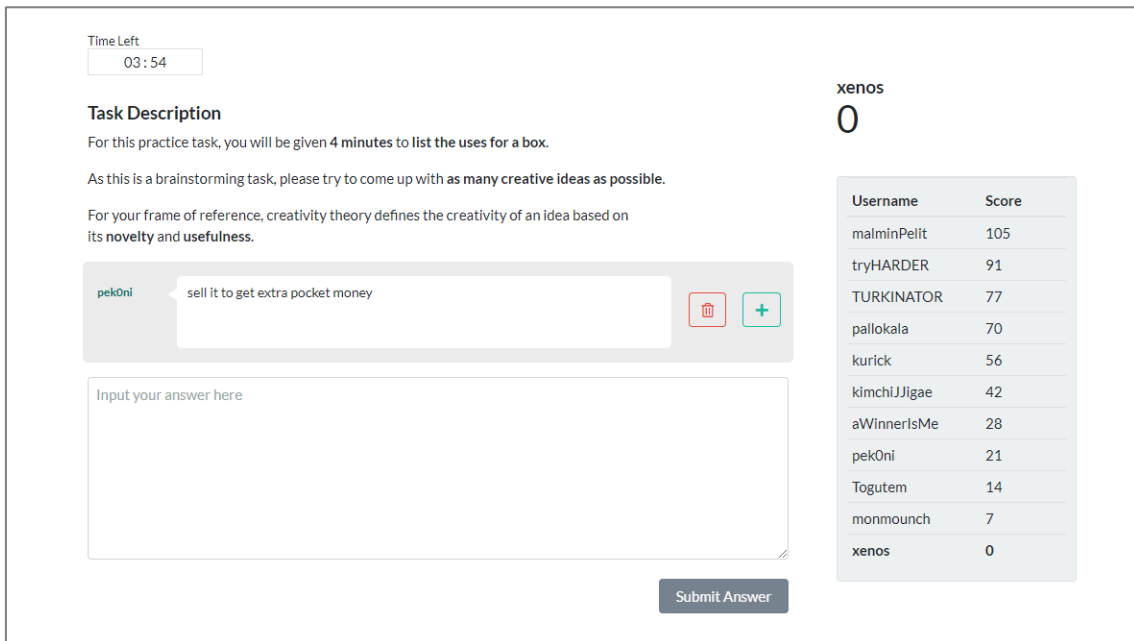 Time Left
03 : 54
Task Description
For this practice task, you will be given 4 minutes to list the uses for a box.
As this is a brainstorming task, please try to come up with as many creative ideas as possible.
For your frame of reference, creativity theory defines the creativity of an idea based on
its novelty and usefulness.
pek0ni
sell it to get extra pocket money
Input your answer here
Submit Answer
xenos
0
Username Score
malminPelit 105
tryHARDER 91
TURKINATOR 77
pallokala 70
kurick 56
kimchiJJigae 42
aWinnerIsMe 28
pek0ni 21
Togutem 14
monmounch 7
xenos 0